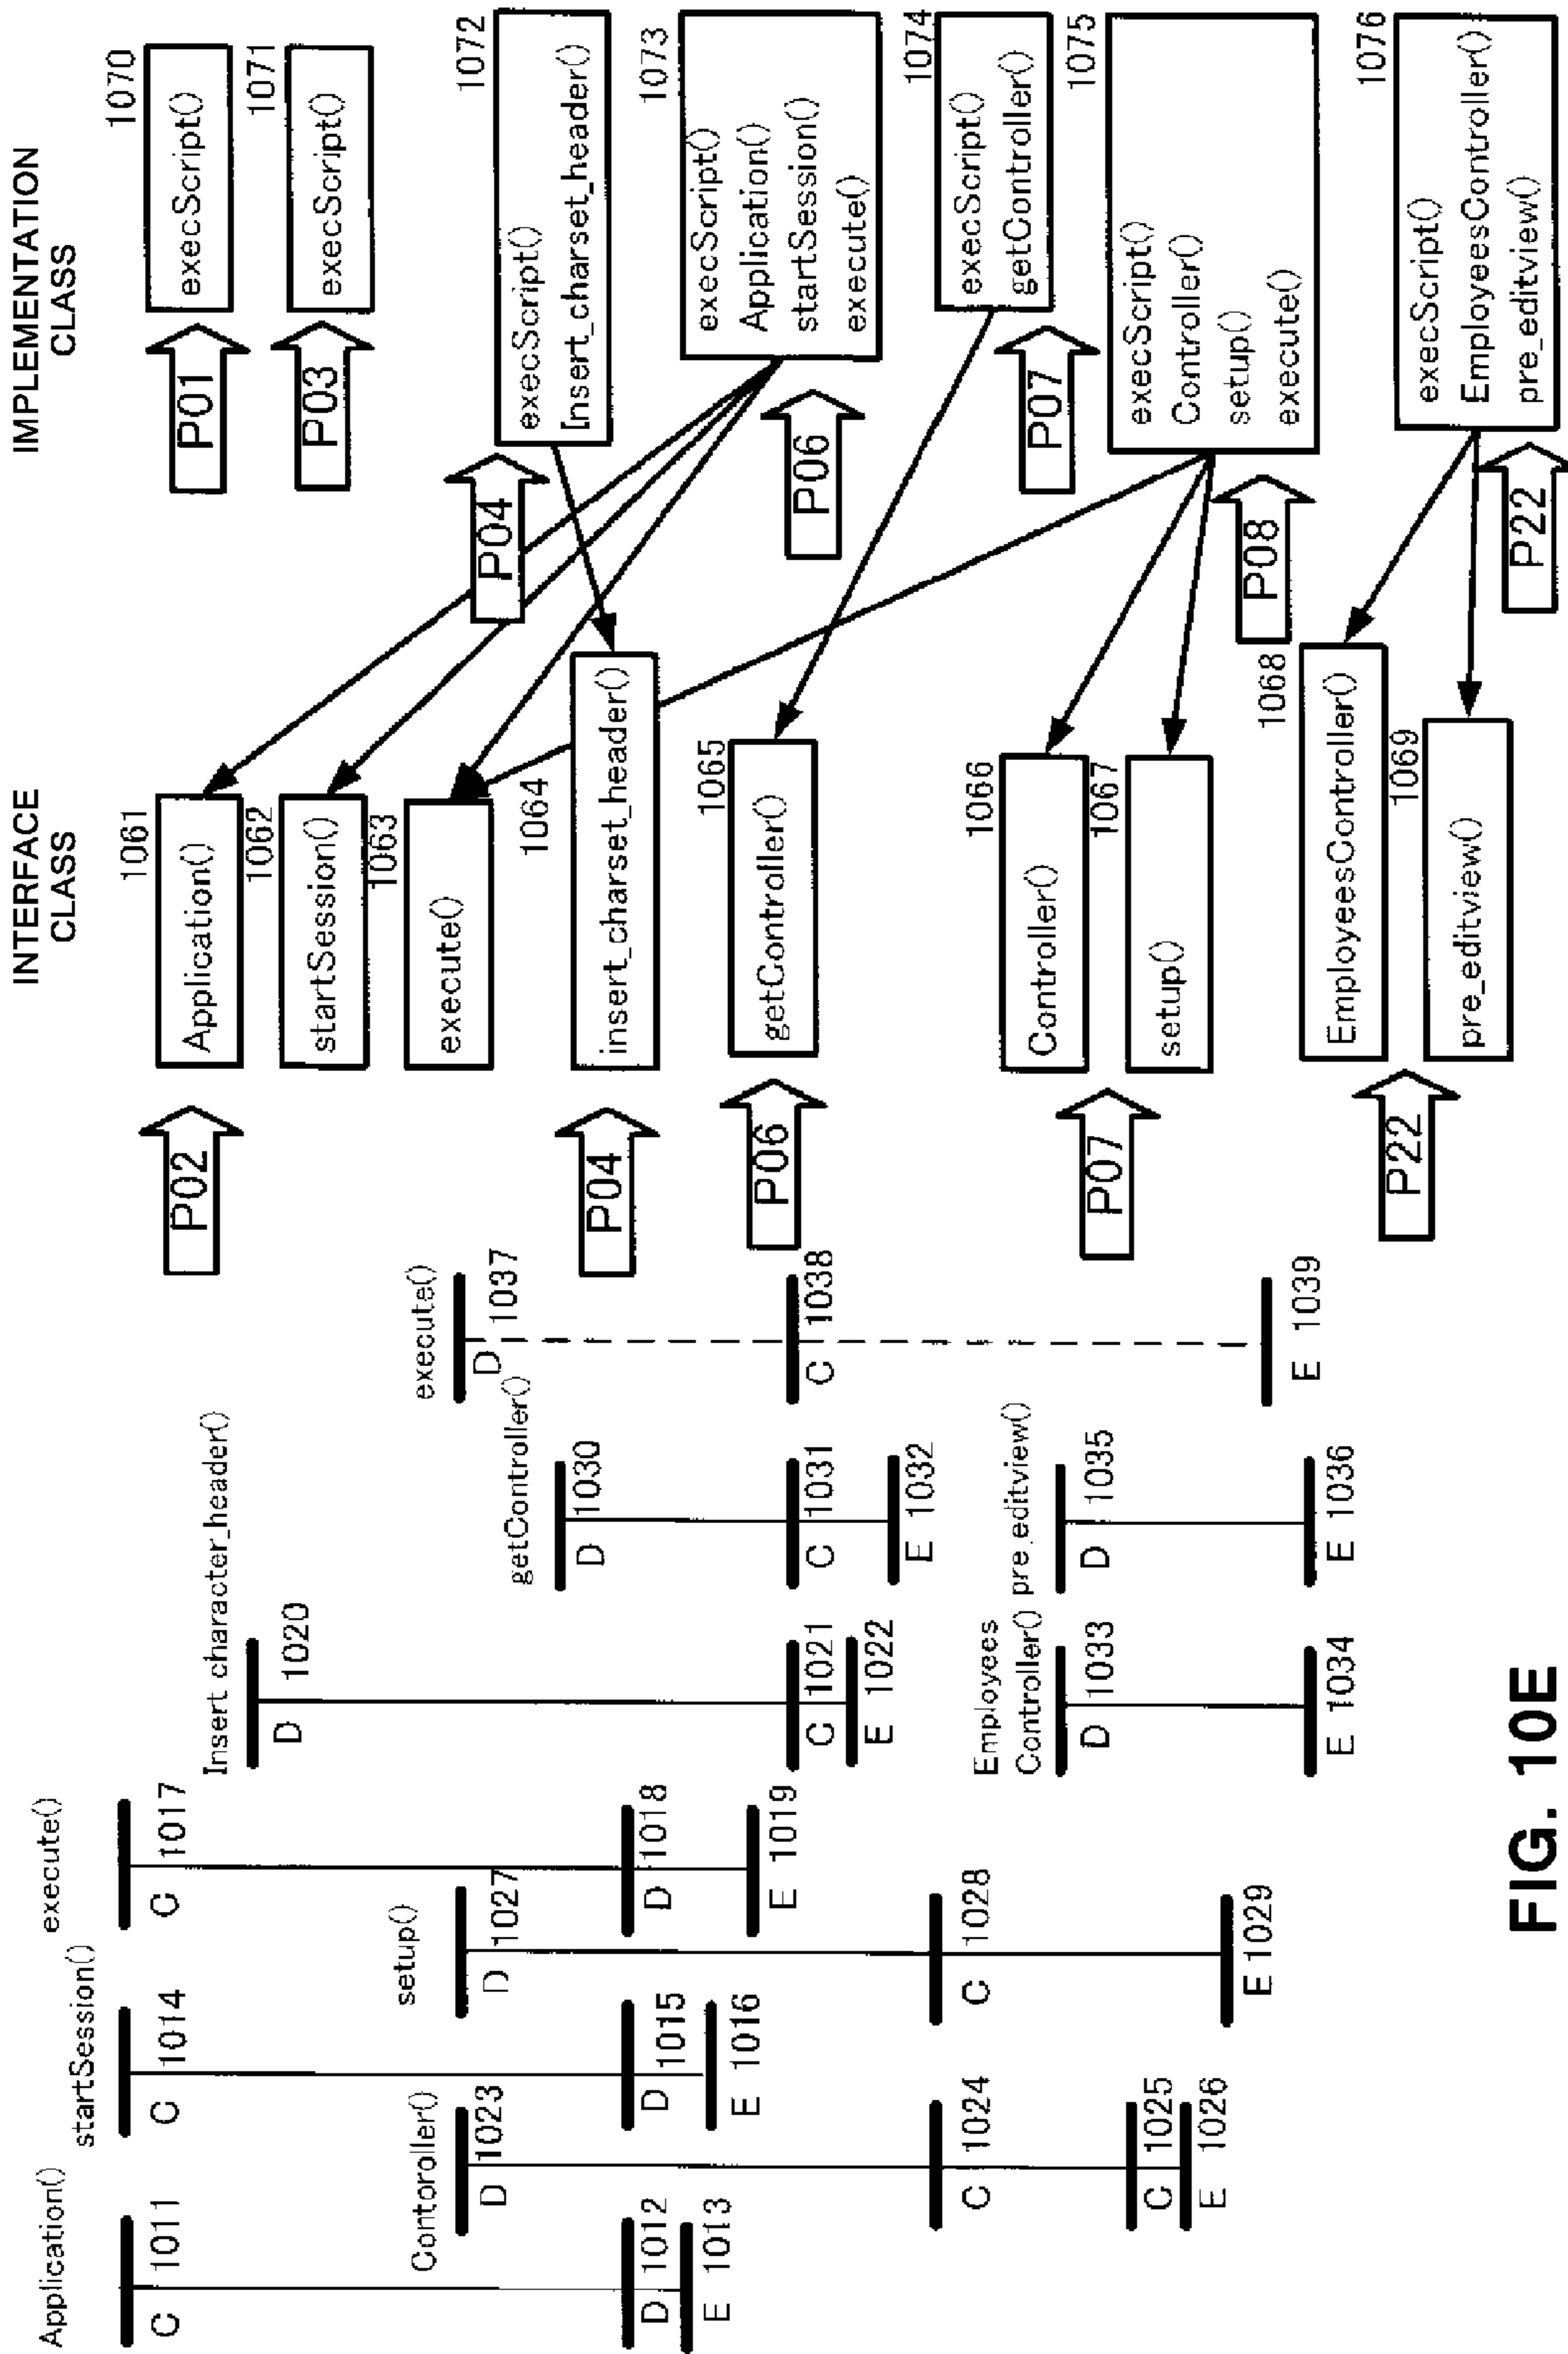 Application()
C 1011
D 1012
E 1013
startSession()
C 1014
D 1015
E 1016
execute()
C 1017
D 1018
E 1019
Contoroller()
D 1023
C 1024
C 1025
E 1026
setup()
D 1027
C 1028
E 1029
Insert character_header()
D 1020
C 1021
E 1022
getController()
D 1030
C 1031
E 1032
execute()
D 1037
C 1038
E 1039
Employees
Controller()
D 1033
E 1034
pre_editview()
D 1035
E 1036
INTERFACE
CLASS
P02
1061
Application()
1062
startSession()
1063
execute()
P04
1064
insert_charset_header()
P06
1065
getController()
P07
1066
Controller()
1067
setup()
P22
1068
EmployeesController()
1069
pre_editview()
IMPLEMENTATION
CLASS
P01
1070
execScript()
P03
1071
execScript()
P04
1072
execScript()
Insert_charset_header()
P06
1073
execScript()
Application()
startSession()
execute()
P07
1074
execScript()
getController()
P08
1075
execScript()
Controller()
setup()
execute()
P22
1076
execScript()
EmployeesController()
pre_editview()
FIG. 10E